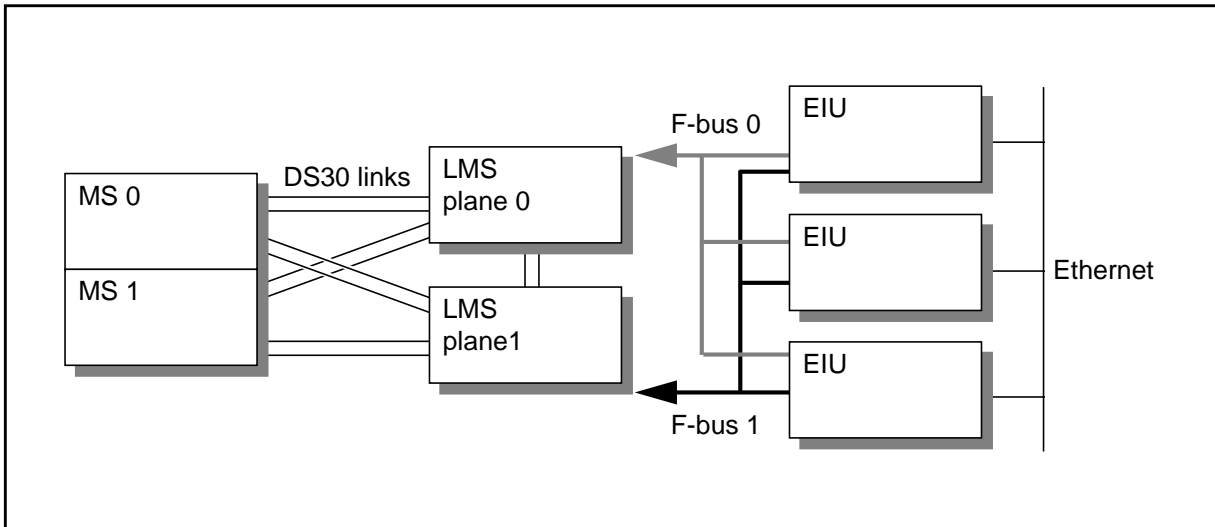 MS 0
MS 1
DS30 links
LMS
plane 0
LMS
plane1
F-bus 0
F-bus 1
EIU
EIU
EIU
Ethernet